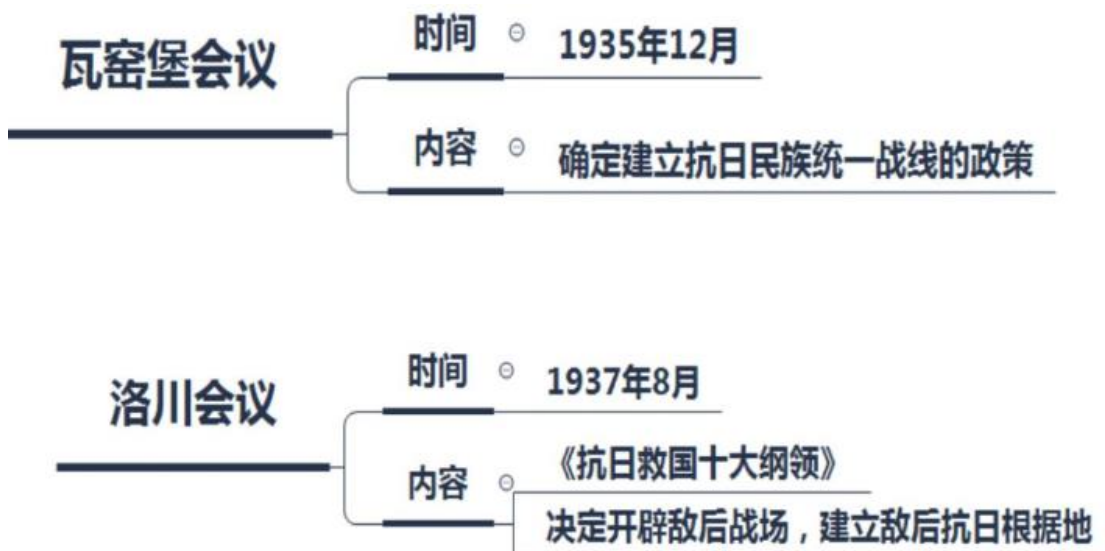 瓦窑堡会议
时间
1935年12月
内容
确定建立抗日民族统一战线的政策
洛川会议
时间
1937年8月
内容
《抗日救国十大纲领》
决定开辟敌后战场，建立敌后抗日根据地